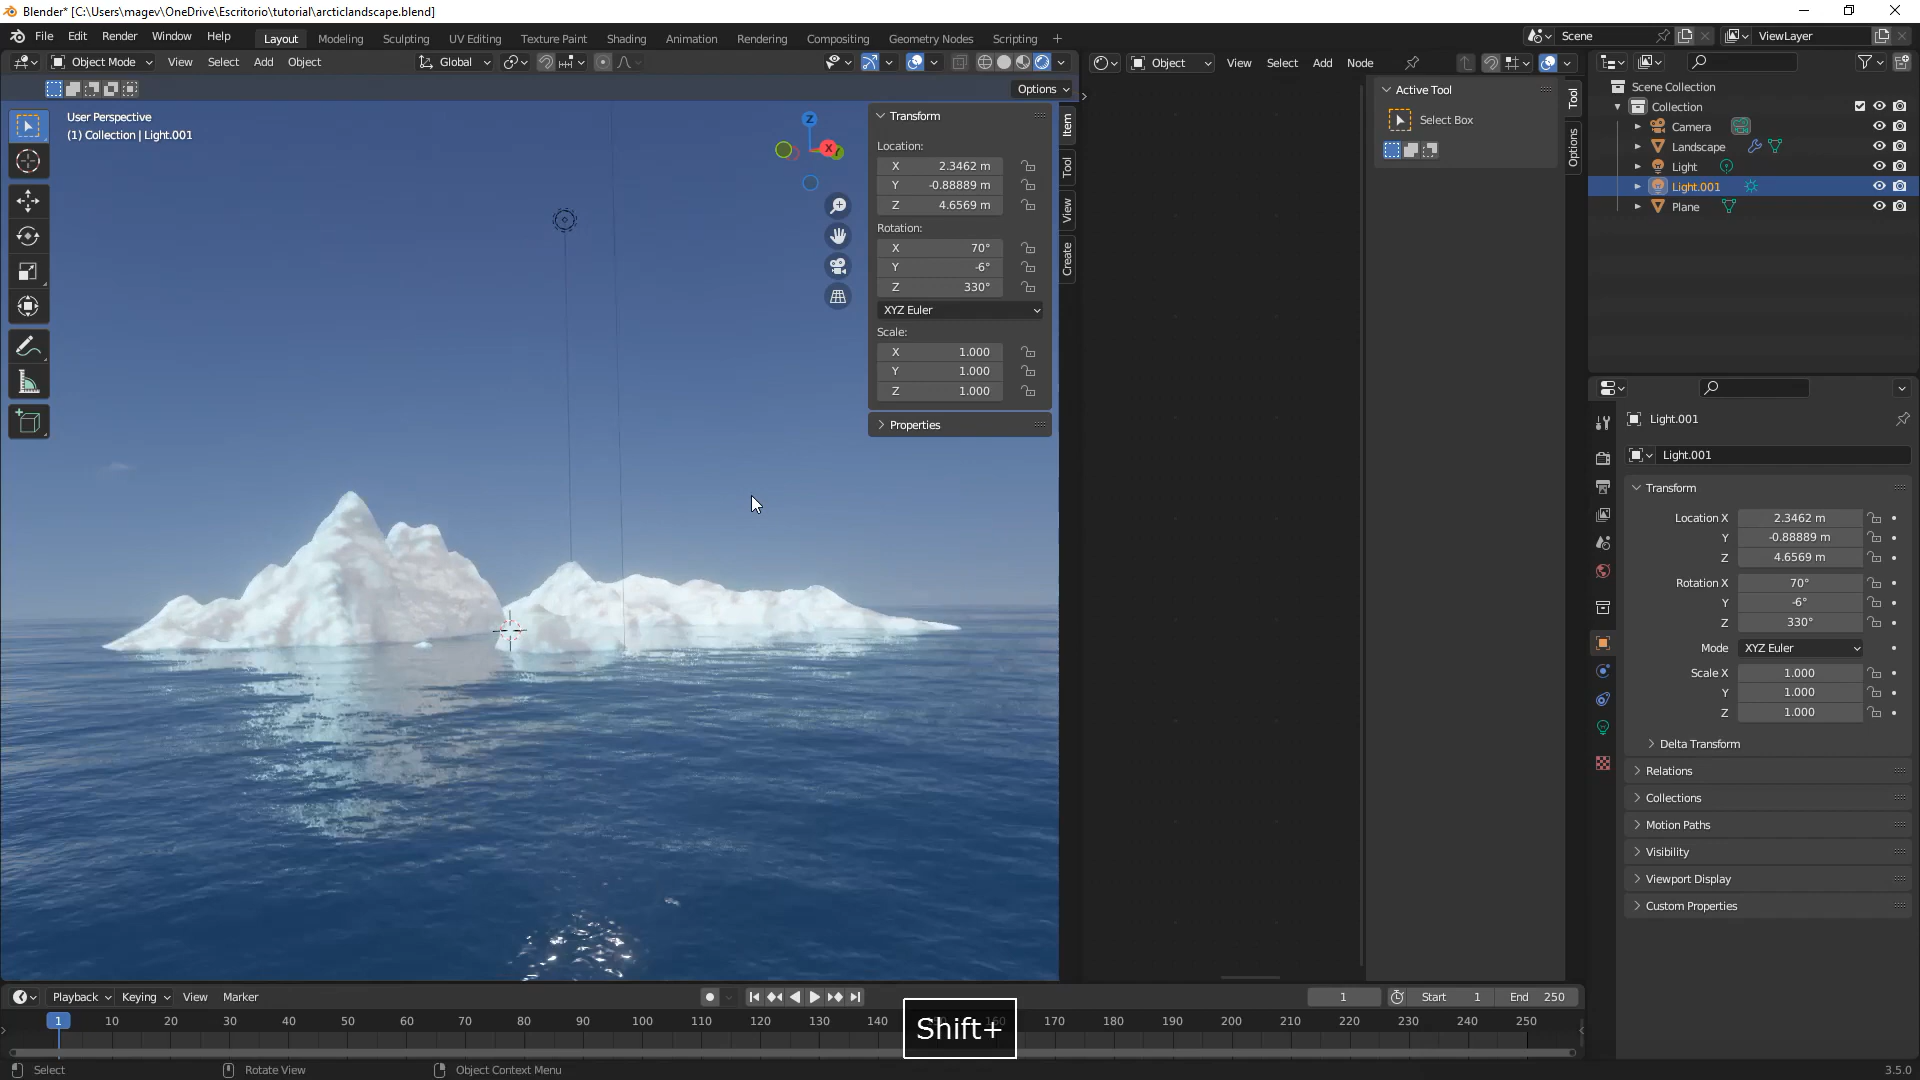 Blender* [C:\Users\magev\OneDrive\Escritorio\tutorial\arcticlandscape.blend]
File Edit Render Window Help Layout Modeling Sculpting UV Editing Texture Paint Shading Animation Rendering Compositing Geometry Nodes Scripting + Scene ViewLayer
Object Mode View Select Add Object Global Object View Select Add Node
Options
User Perspective
(1) Collection | Light.001
Z
X
Y
Transform
Location:
X 2.3462 m
Y -0.88889 m
Z 4.6569 m
Rotation:
X 70°
Y -6°
Z 330°
XYZ Euler
Scale:
X 1.000
Y 1.000
Z 1.000
Properties
Item
Tool
View
Create
Active Tool
Select Box
Tool
Options
Scene Collection
Collection
Camera
Landscape
Light
Light.001
Plane
Light.001
Light.001
Transform
Location X 2.3462 m
Y -0.88889 m
Z 4.6569 m
Rotation X 70°
Y -6°
Z 330°
Mode XYZ Euler
Scale X 1.000
Y 1.000
Z 1.000
Delta Transform
Relations
Collections
Motion Paths
Visibility
Viewport Display
Custom Properties
Playback Keying View Marker 1 Start 1 End 250
1 10 20 30 40 50 60 70 80 90 100 110 120 130 140 160 170 180 190 200 210 220 230 240 250
Shift+
Select Rotate View Object Context Menu 3.5.0